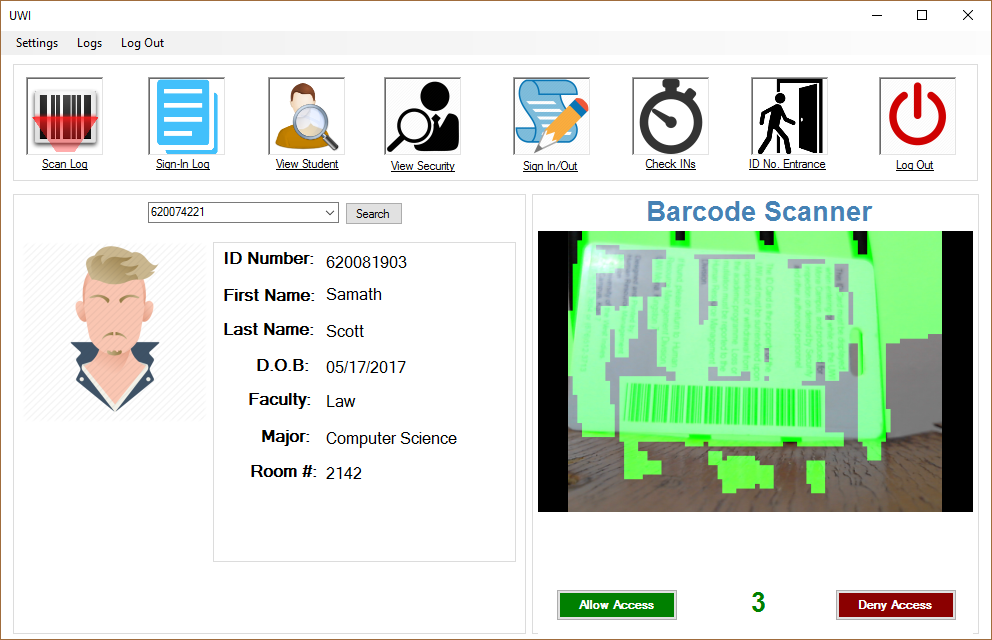 UWI
Settings Logs Log Out
Scan Log Sign-In Log View Student View Security Sign In/Out Check INs ID No. Entrance Log Out
620074221 Search
Barcode Scanner
ID Number: 620081903
First Name: Samath
Last Name: Scott
D.O.B: 05/17/2017
Faculty: Law
Major: Computer Science
Room #: 2142
Allow Access 3 Deny Access